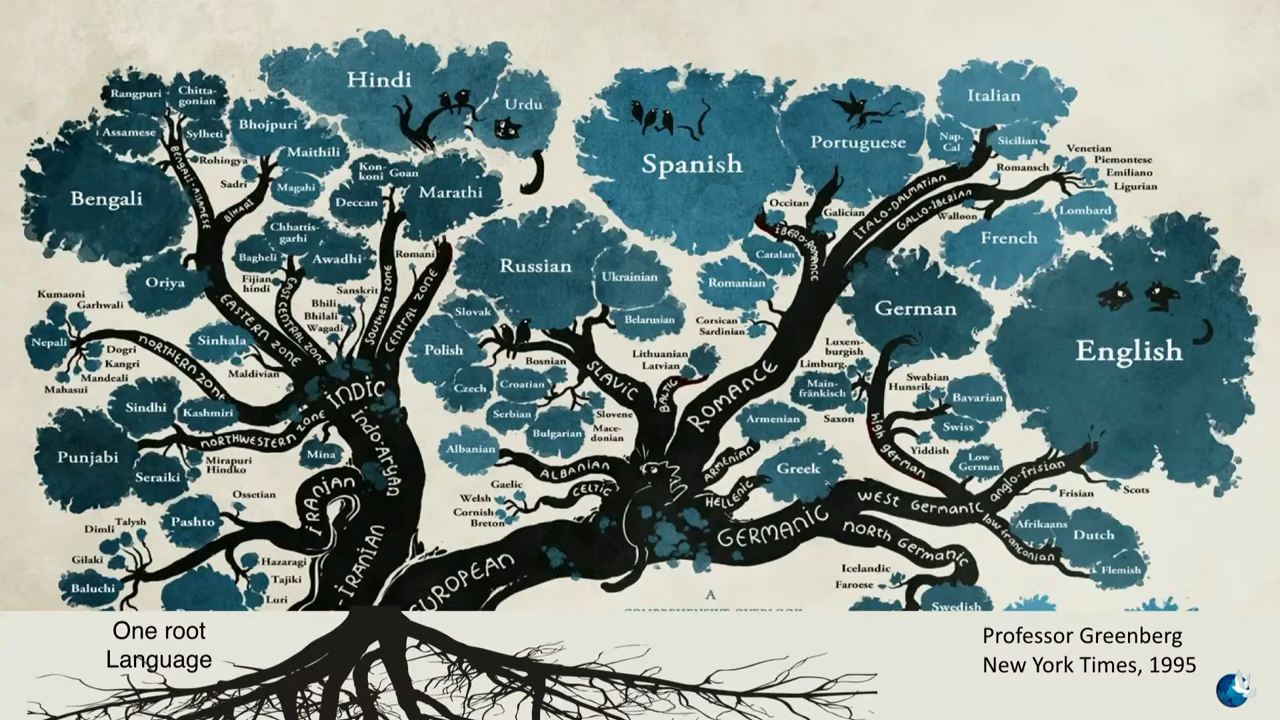 Hindi
Urdu
Rangpuri
Chitta-
gonian
Assamese
Sylheti
Bhojpuri
Rohingya
Maithili
Sadri
Magahi
Bengali
BENGALI-ASSAMESE
BIHARI
Kon-
koni
Goan
Deccan
Marathi
Chhattis-
garhi
Bagheli
Awadhi
Romani
Oriya
Fijian
hindi
Sanskrit
Bhili
Bhilali
Wagadi
EASTERN ZONE
EAST CENTRAL ZONE
SOUTHERN ZONE
CENTRAL ZONE
Kumaoni
Garhwali
Nepali
Dogri
Kangri
Mandeali
Mahasui
NORTHERN ZONE
Sinhala
Maldivian
INDIC
Sindhi
Kashmiri
NORTHWESTERN ZONE
Punjabi
Mirapuri
Hindko
Seraiki
Mina
INDO-ARYAN
IRANIAN
Ossetian
Pashto
Talysh
Dimli
Gilaki
Baluchi
Hazaragi
Tajiki
Luri
-IRANIAN
EUROPEAN
Spanish
Portuguese
Italian
Nap.
Cal
Sicilian
Romansch
Venetian
Piemontese
Emiliano
Ligurian
Occitan
Galician
Walloon
Lombard
ITALO-DALMATIAN
GALLO-IBERIAN
IBERO-ROMANCE
Catalan
French
Romanian
Corsican
Sardinian
ROMANCE
Russian
Ukrainian
Belarusian
Slovak
Polish
Czech
Bosnian
Croatian
Serbian
Bulgarian
Slovene
Mace-
donian
Lithuanian
Latvian
SLAVIC
BALTIC
Albanian
ALBANIAN
Gaelic
Welsh
Cornish
Breton
CELTIC
Armenian
ARMENIAN
Greek
HELLENIC
German
Luxem-
burgish
Limburg.
Main-
fränkisch
Saxon
Swabian
Hunsrik
Bavarian
Swiss
Yiddish
Low
German
high german
English
GERMANIC
WEST GERMANIC
anglo-frisian
Frisian
Scots
low franconian
Afrikaans
Dutch
Flemish
NORTH GERMANIC
Icelandic
Faroese
Swedish
A
COMPREHENSIVE OVERLOOK
One root
Language
Professor Greenberg
New York Times, 1995